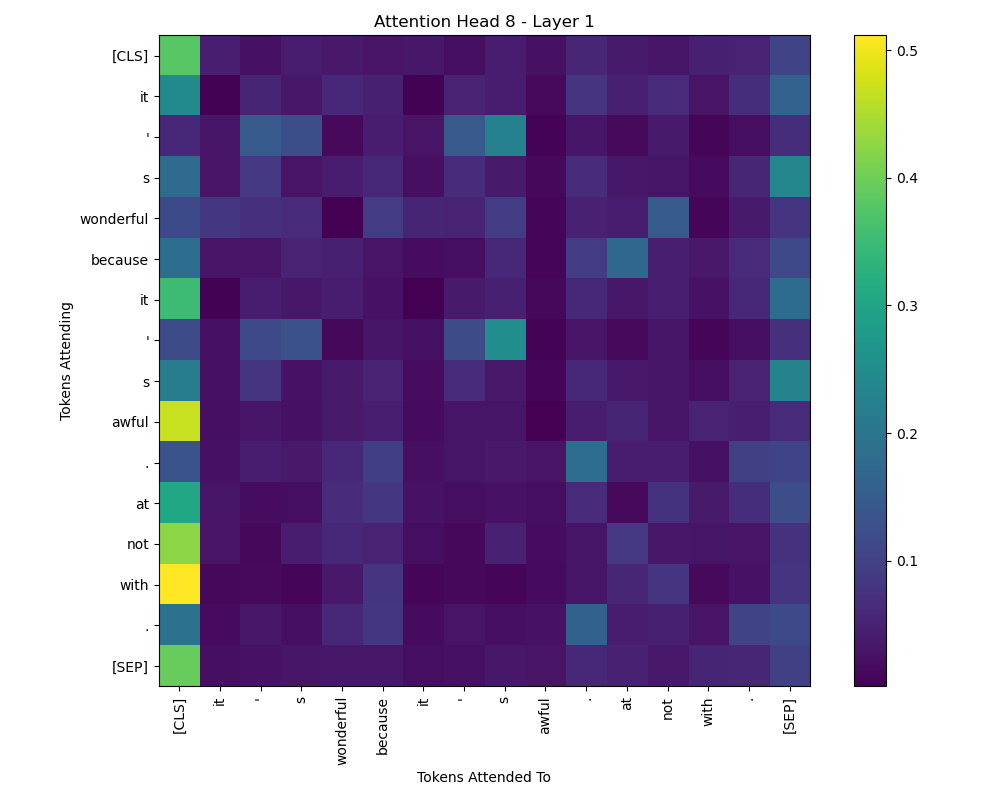 Attention Head 8 - Layer 1
[CLS]
it
'
s
wonderful
because
it
'
s
awful
.
at
not
with
.
[SEP]
Tokens Attending
[CLS]
it
'
s
wonderful
because
it
'
s
awful
.
at
not
with
.
[SEP]
Tokens Attended To
0.5
0.4
0.3
0.2
0.1